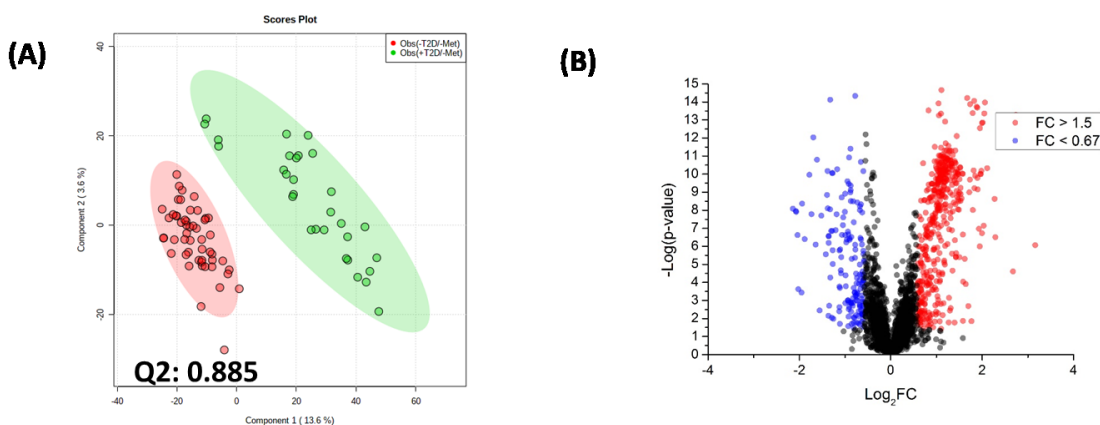 (A)
Scores Plot
Obs(-T2D/-Met)
Obs(+T2D/-Met)
40
20
0
-20
Component 2 ( 3.6 %)
Q2: 0.885
-40
-20
0
20
40
60
Component 1 ( 13.6 %)
(B)
15
14
13
12
11
10
9
8
7
6
5
4
3
2
1
0
-Log(p-value)
FC > 1.5
FC < 0.67
-4
-2
0
2
4
Log2FC